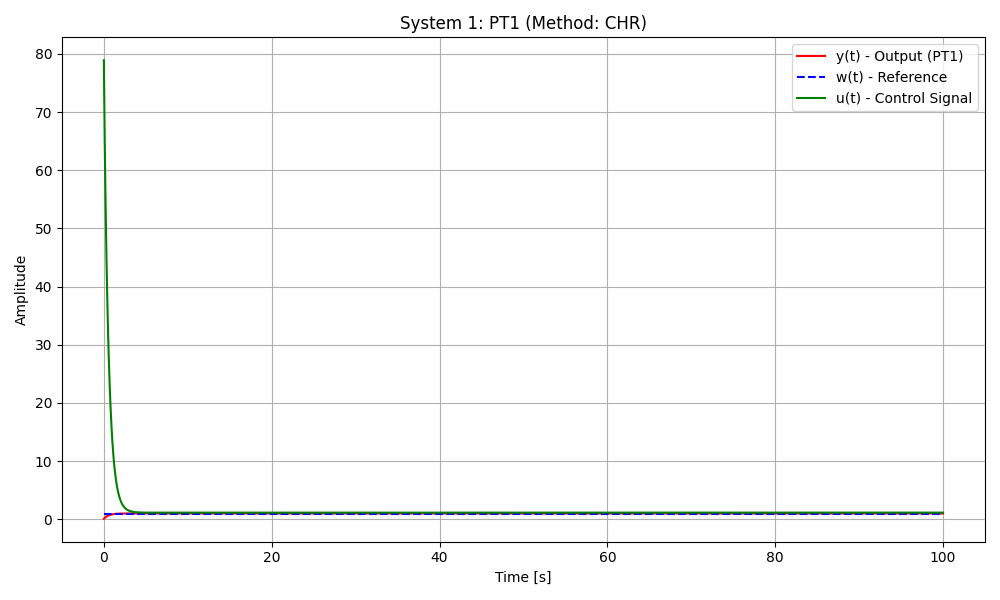 System 1: PT1 (Method: CHR)
y(t) - Output (PT1)
w(t) - Reference
u(t) - Control Signal
Amplitude
80
70
60
50
40
30
20
10
0
0 20 40 60 80 100
Time [s]